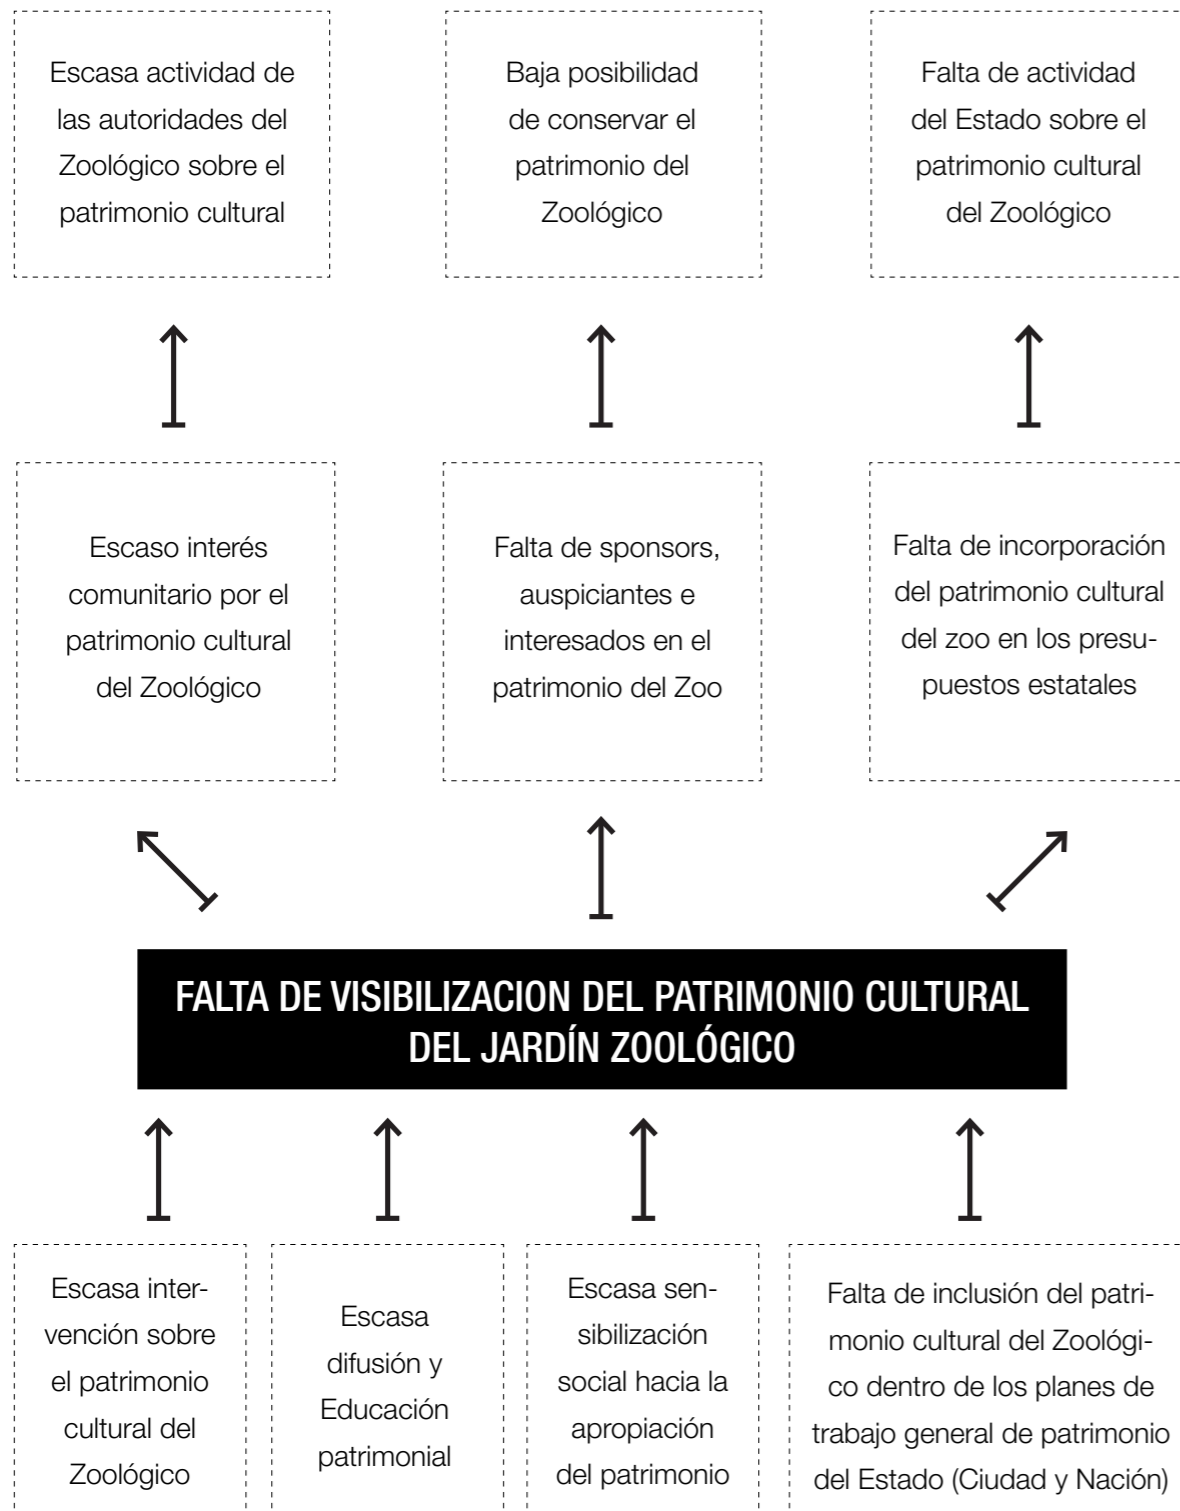 Escasa actividad de
las autoridades del
Zoológico sobre el
patrimonio cultural
Baja posibilidad
de conservar el
patrimonio del
Zoológico
Falta de actividad
del Estado sobre el
patrimonio cultural
del Zoológico
Escaso interés
comunitario por el
patrimonio cultural
del Zoológico
Falta de sponsors,
auspiciantes e
interesados en el
patrimonio del Zoo
Falta de incorporación
del patrimonio cultural
del zoo en los presu-
puestos estatales
FALTA DE VISIBILIZACION DEL PATRIMONIO CULTURAL
DEL JARDÍN ZOOLÓGICO
Escasa inter-
vención sobre
el patrimonio
cultural del
Zoológico
Escasa
difusión y
Educación
patrimonial
Escasa sen-
sibilización
social hacia la
apropiación
del patrimonio
Falta de inclusión del patri-
monio cultural del Zoológi-
co dentro de los planes de
trabajo general de patrimonio
del Estado (Ciudad y Nación)